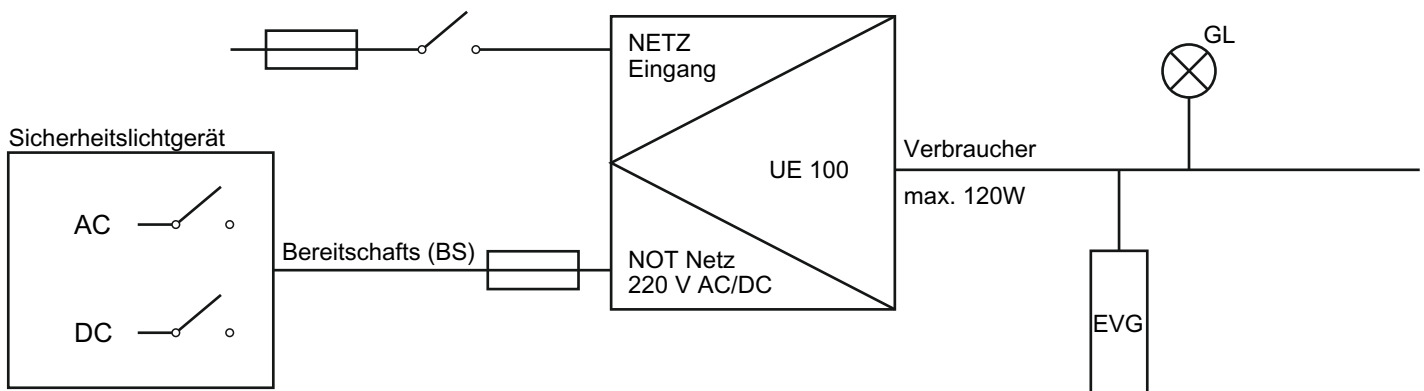 GL
NETZ
Eingang
Sicherheitslichtgerät
Verbraucher
UE 100
max. 120W
AC
Bereitschafts (BS)
NOT Netz
220 V AC/DC
DC
EVG